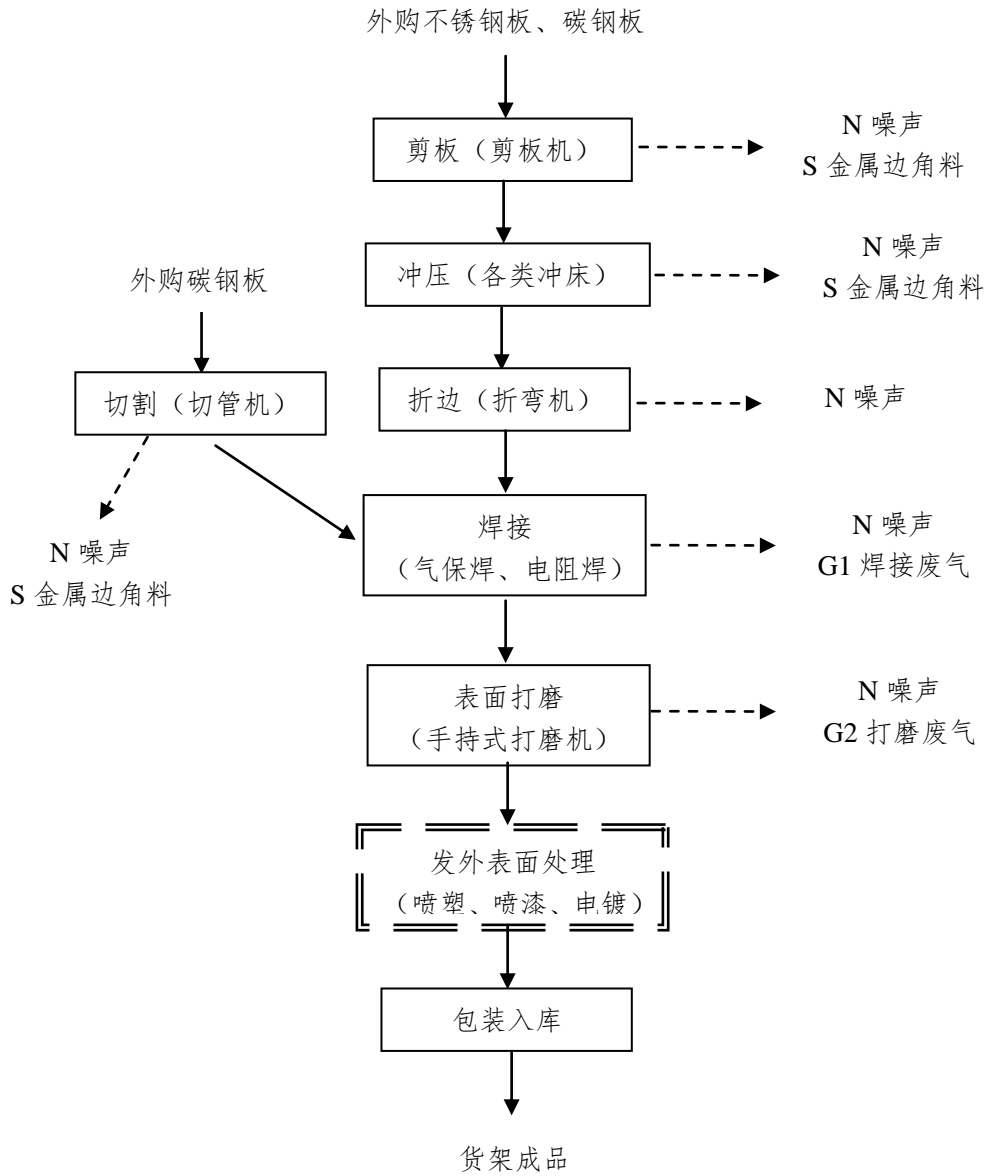 外购不锈钢板、碳钢板
剪板（剪板机）
N 噪声
S 金属边角料
冲压（各类冲床）
N 噪声
S 金属边角料
外购碳钢板
切割（切管机）
折边（折弯机）
N 噪声
N 噪声
S 金属边角料
焊接
（气保焊、电阻焊）
N 噪声
G1 焊接废气
表面打磨
（手持式打磨机）
N 噪声
G2 打磨废气
发外表面处理
（喷塑、喷漆、电镀）
包装入库
货架成品